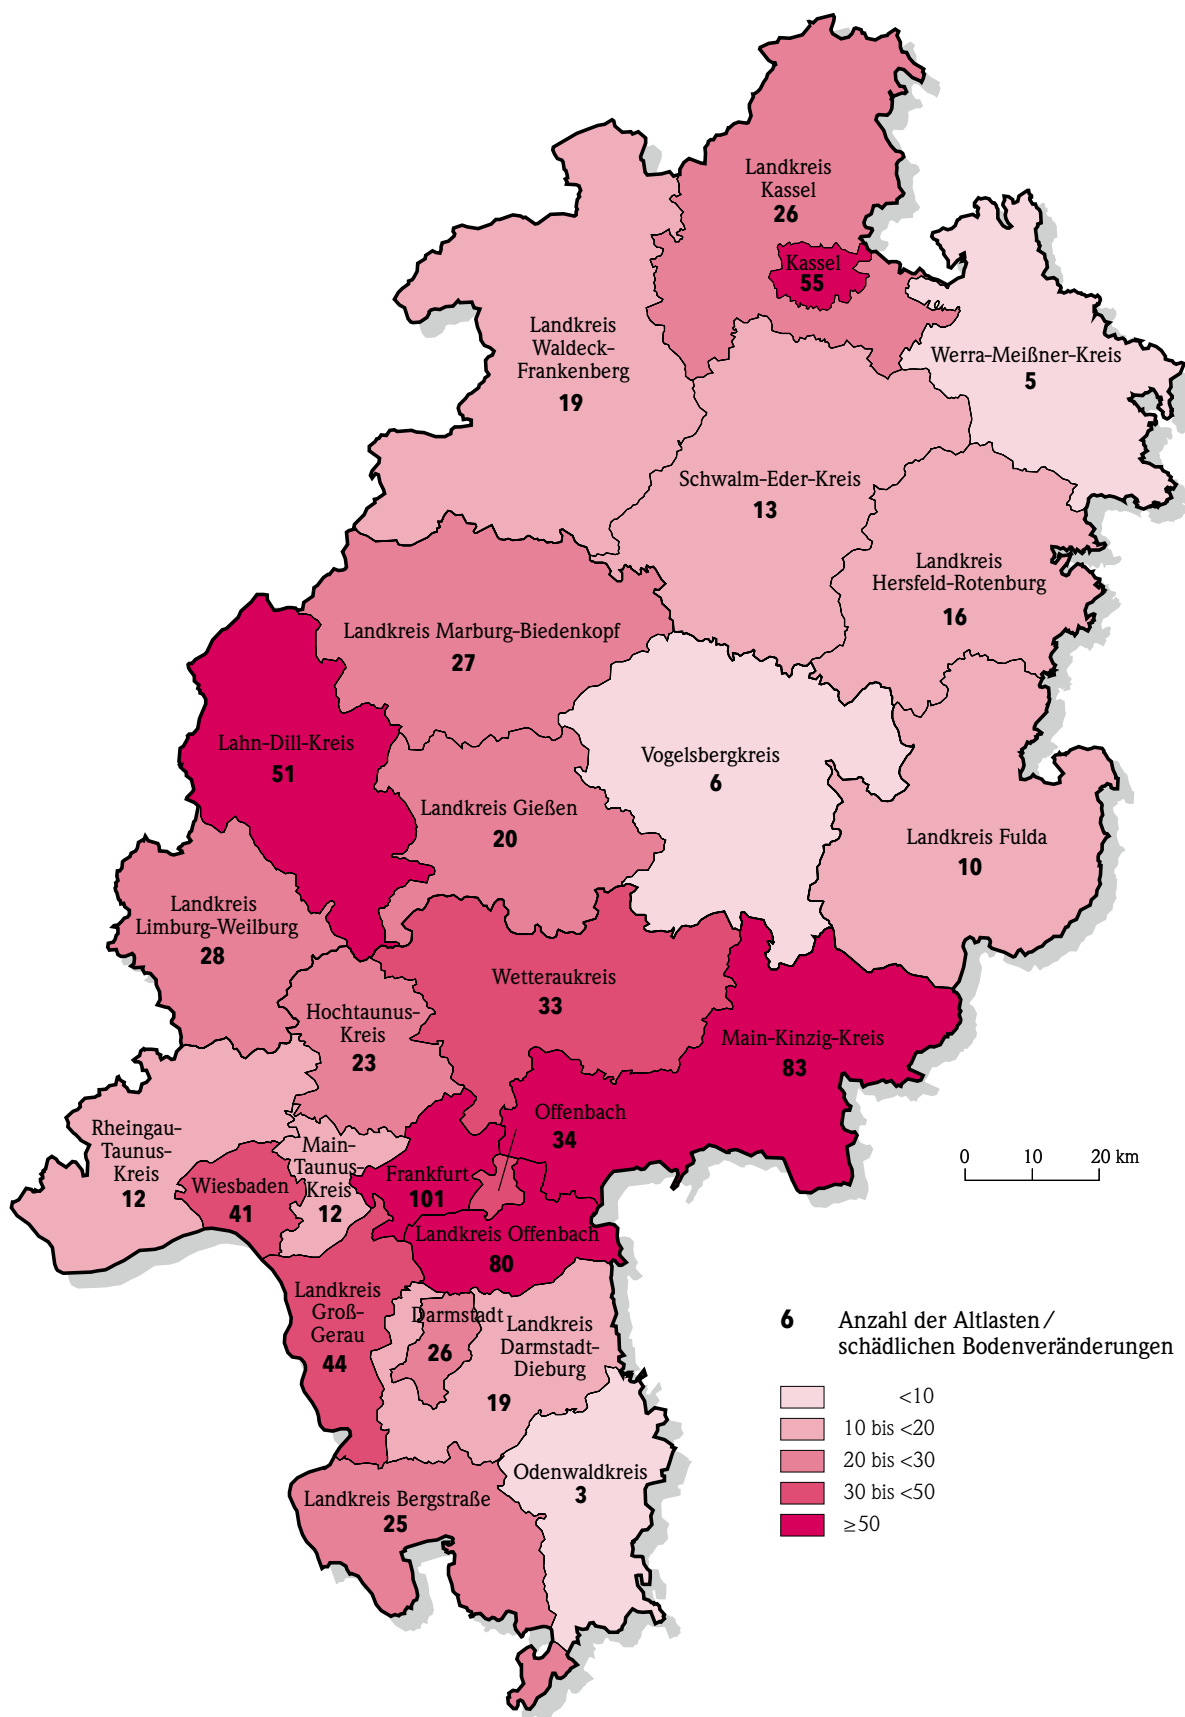 Landkreis
Kassel
26
Kassel
55
Landkreis
Waldeck-
Frankenberg
19
Werra-Meißner-Kreis
5
Schwalm-Eder-Kreis
13
Landkreis
Hersfeld-Rotenburg
16
Landkreis Marburg-Biedenkopf
27
Lahn-Dill-Kreis
51
Vogelsbergkreis
6
Landkreis Gießen
20
Landkreis Fulda
10
Landkreis
Limburg-Weilburg
28
Wetteraukreis
33
Hochtaunus-
Kreis
23
Main-Kinzig-Kreis
83
Offenbach
34
Rheingau-
Taunus-
Kreis
12
Main-
Taunus-
Kreis
12
Wiesbaden
41
Frankfurt
101
0 10 20 km
Landkreis Offenbach
80
Landkreis
Groß-
Gerau
44
Darmstadt
26
Landkreis
Darmstadt-
Dieburg
19
Odenwaldkreis
3
Landkreis Bergstraße
25
6 Anzahl der Altlasten/
schädlichen Bodenveränderungen
<10
10 bis <20
20 bis <30
30 bis <50
≥50